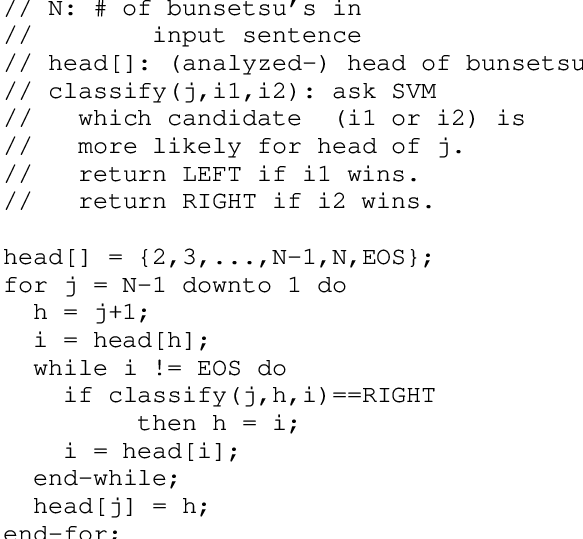 // N: # of bunsetsu's in
//        input sentence
// head[]: (analyzed-) head of bunsetsu
// classify(j,i1,i2): ask SVM
//   which candidate  (i1 or i2) is
//   more likely for head of j.
//   return LEFT if i1 wins.
//   return RIGHT if i2 wins.

head[] = {2,3,...,N-1,N,EOS};
for j = N-1 downto 1 do
  h = j+1;
  i = head[h];
  while i != EOS do
    if classify(j,h,i)==RIGHT
         then h = i;
    i = head[i];
  end-while;
  head[j] = h;
end-for;